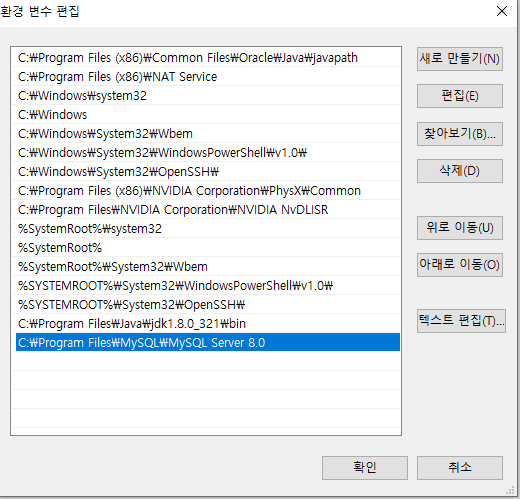 환경 변수 편집
C:₩Program Files (x86)₩Common Files₩Oracle₩Java₩javapath
C:₩Program Files (x86)₩NAT Service
C:₩Windows₩system32
C:₩Windows
C:₩Windows₩System32₩Wbem
C:₩Windows₩System32₩WindowsPowerShell₩v1.0₩
C:₩Windows₩System32₩OpenSSH₩
C:₩Program Files (x86)₩NVIDIA Corporation₩PhysX₩Common
C:₩Program Files₩NVIDIA Corporation₩NVIDIA NvDLISR
%SystemRoot%₩system32
%SystemRoot%
%SystemRoot%₩System32₩Wbem
%SYSTEMROOT%₩System32₩WindowsPowerShell₩v1.0₩
%SYSTEMROOT%₩System32₩OpenSSH₩
C:₩Program Files₩Java₩jdk1.8.0_321₩bin
C:₩Program Files₩MySQL₩MySQL Server 8.0
새로 만들기(N)
편집(E)
찾아보기(B)...
삭제(D)
위로 이동(U)
아래로 이동(O)
텍스트 편집(T)...
확인
취소